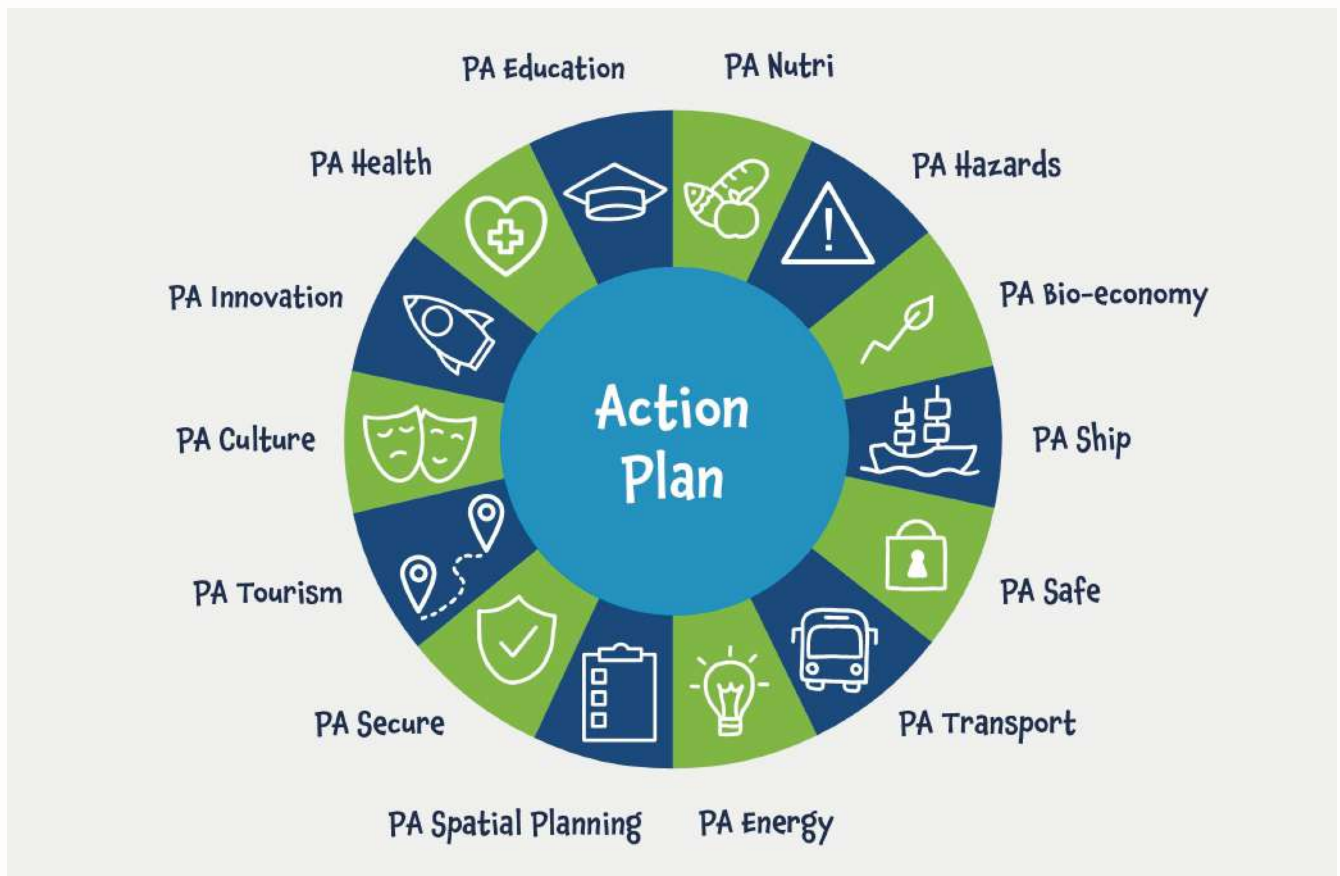 PA Education
PA Nutri
PA Health
PA Hazards
PA Innovation
PA Bio-economy
Action
Plan
PA Culture
PA Ship
PA Tourism
PA Safe
PA Secure
PA Transport
PA Spatial Planning
PA Energy